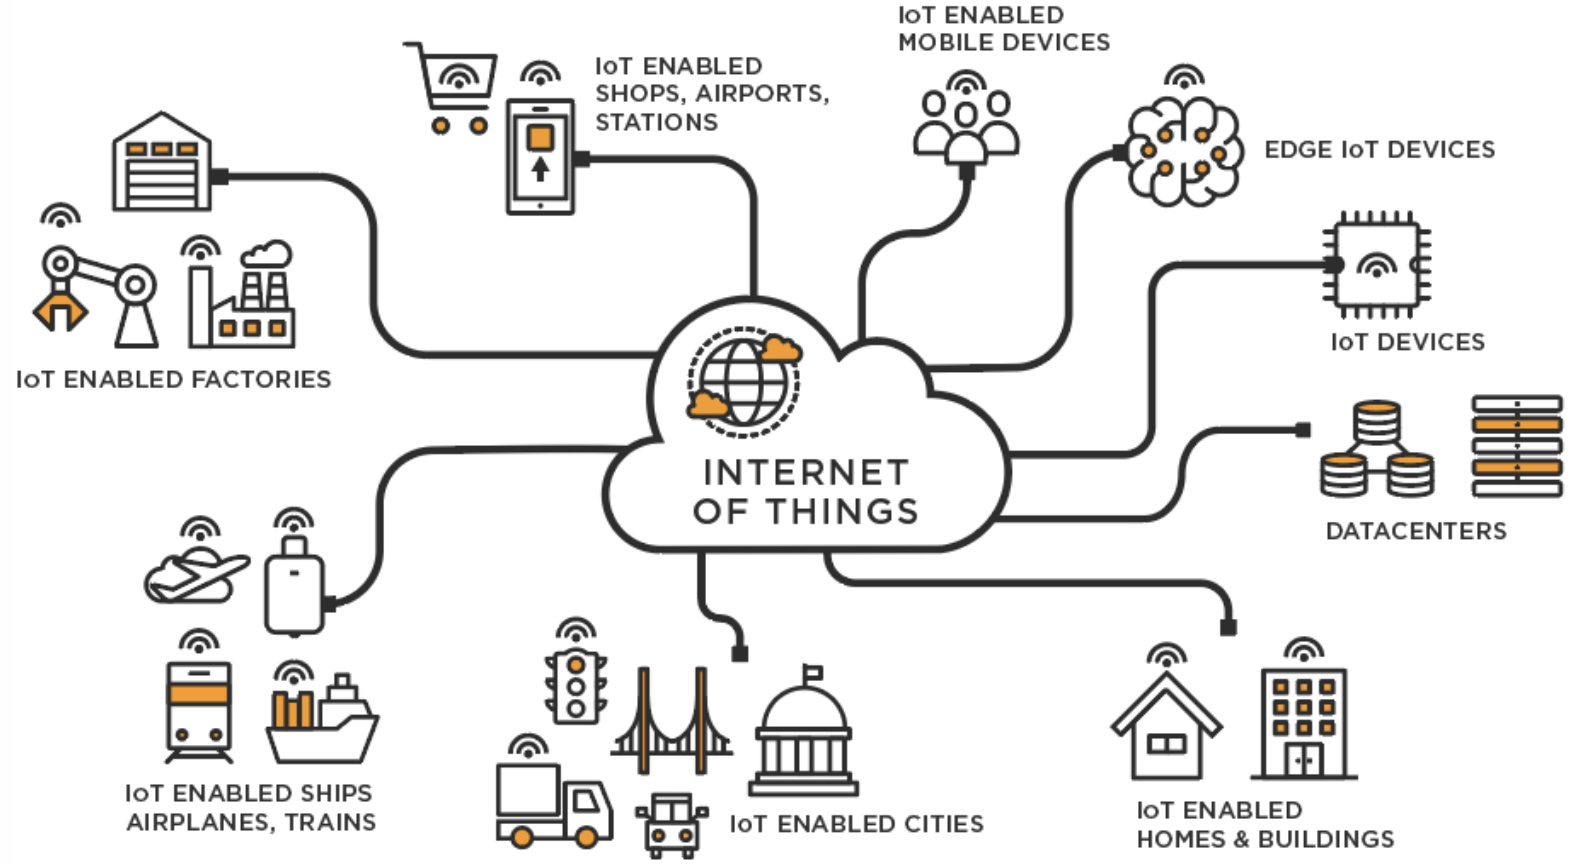 IoT ENABLED
MOBILE DEVICES
IoT ENABLED
SHOPS, AIRPORTS,
STATIONS
EDGE IoT DEVICES
IoT DEVICES
IoT ENABLED FACTORIES
INTERNET
OF THINGS
DATACENTERS
IoT ENABLED SHIPS
AIRPLANES, TRAINS
IoT ENABLED CITIES
IoT ENABLED
HOMES & BUILDINGS